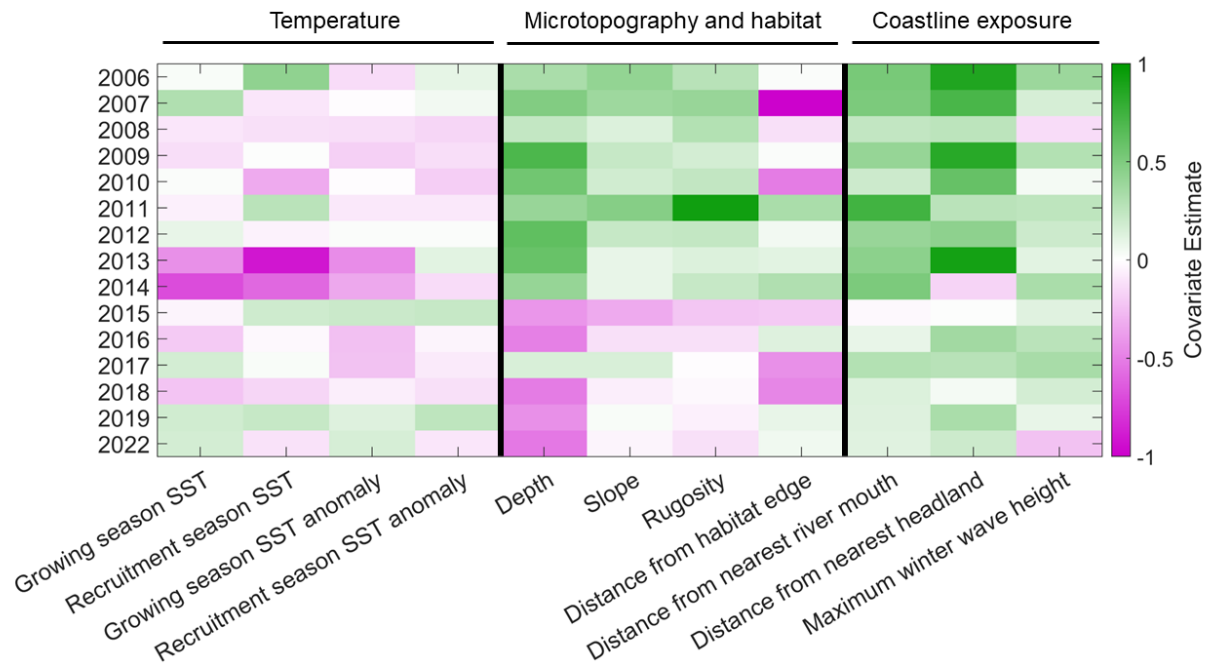 Temperature
Microtopography and habitat
Coastline exposure
2006
2007
2008
2009
2010
2011
2012
2013
2014
2015
2016
2017
2018
2019
2022
1
0.5
0
-0.5
-1
Covariate Estimate
Growing season SST
Recruitment season SST
Growing season SST anomaly
Recruitment season SST anomaly
Depth
Slope
Rugosity
Distance from habitat edge
Distance from nearest river mouth
Distance from nearest headland
Maximum winter wave height